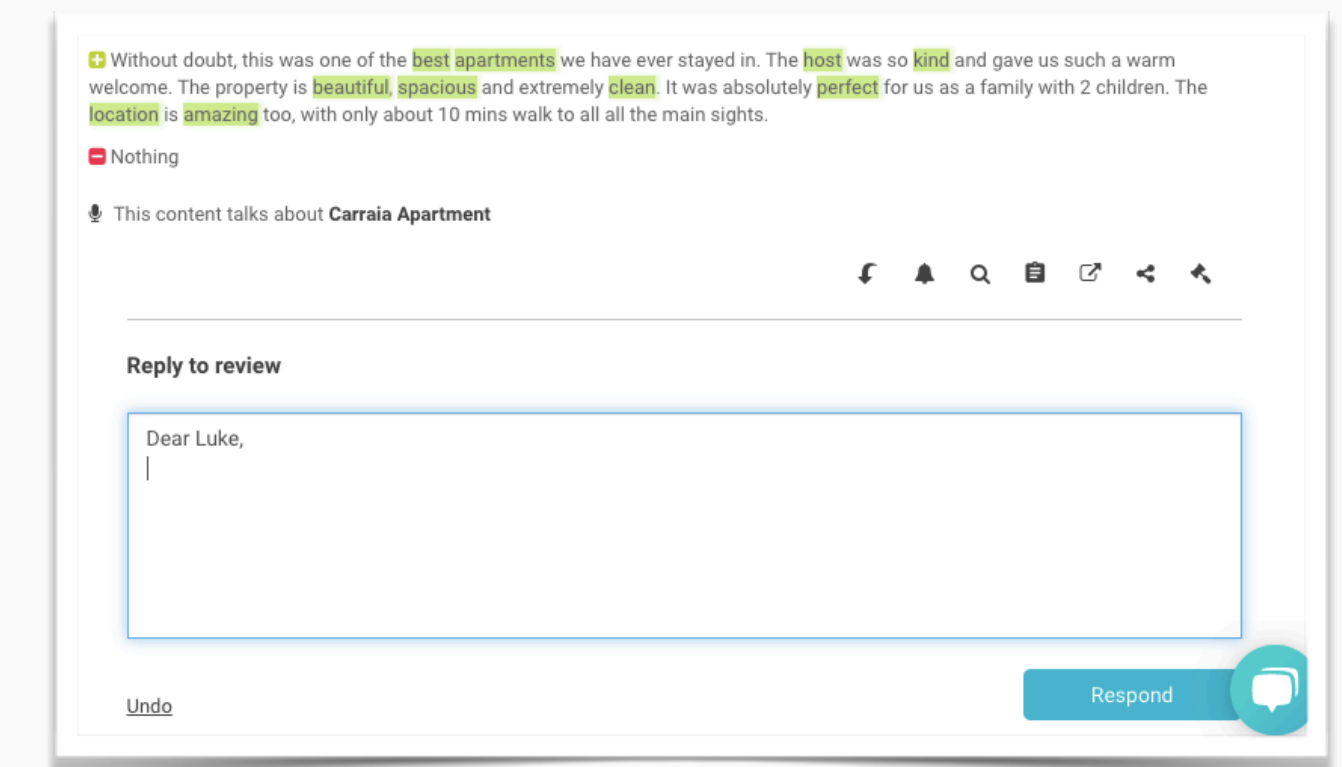 Without doubt, this was one of the best apartments we have ever stayed in. The host was so kind and gave us such a warm
welcome. The property is beautiful, spacious and extremely clean. It was absolutely perfect for us as a family with 2 children. The
location is amazing too, with only about 10 mins walk to all all the main sights.
Nothing
This content talks about Carraia Apartment
Reply to review
Dear Luke,
Undo
Respond